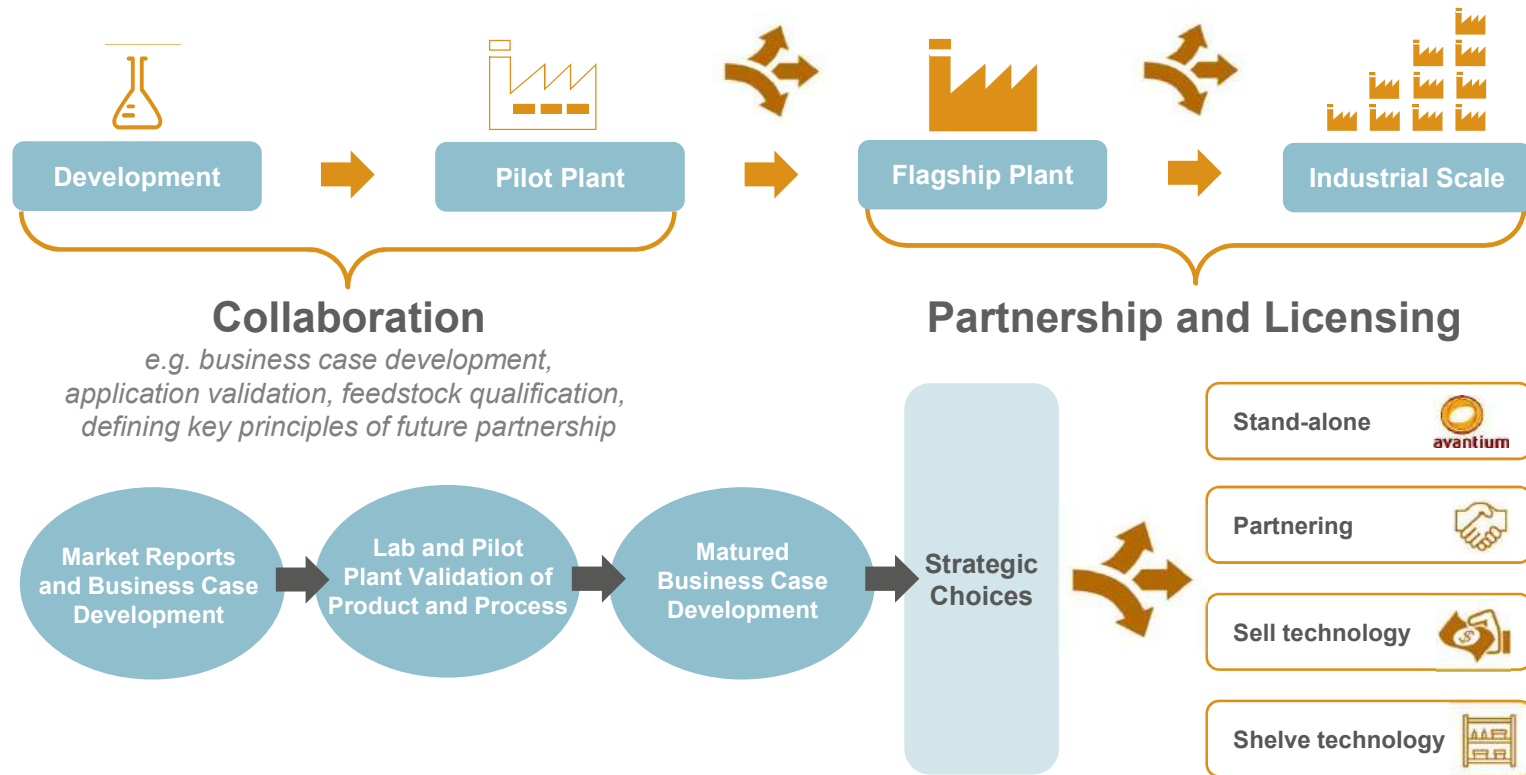 Development
Pilot Plant
Flagship Plant
Industrial Scale
Collaboration
e.g. business case development,
application validation, feedstock qualification,
defining key principles of future partnership
Partnership and Licensing
Market Reports
and Business Case
Development
Lab and Pilot
Plant Validation of
Product and Process
Matured
Business Case
Development
Strategic
Choices
Stand-alone
avantium
Partnering
Sell technology
$
Shelve technology